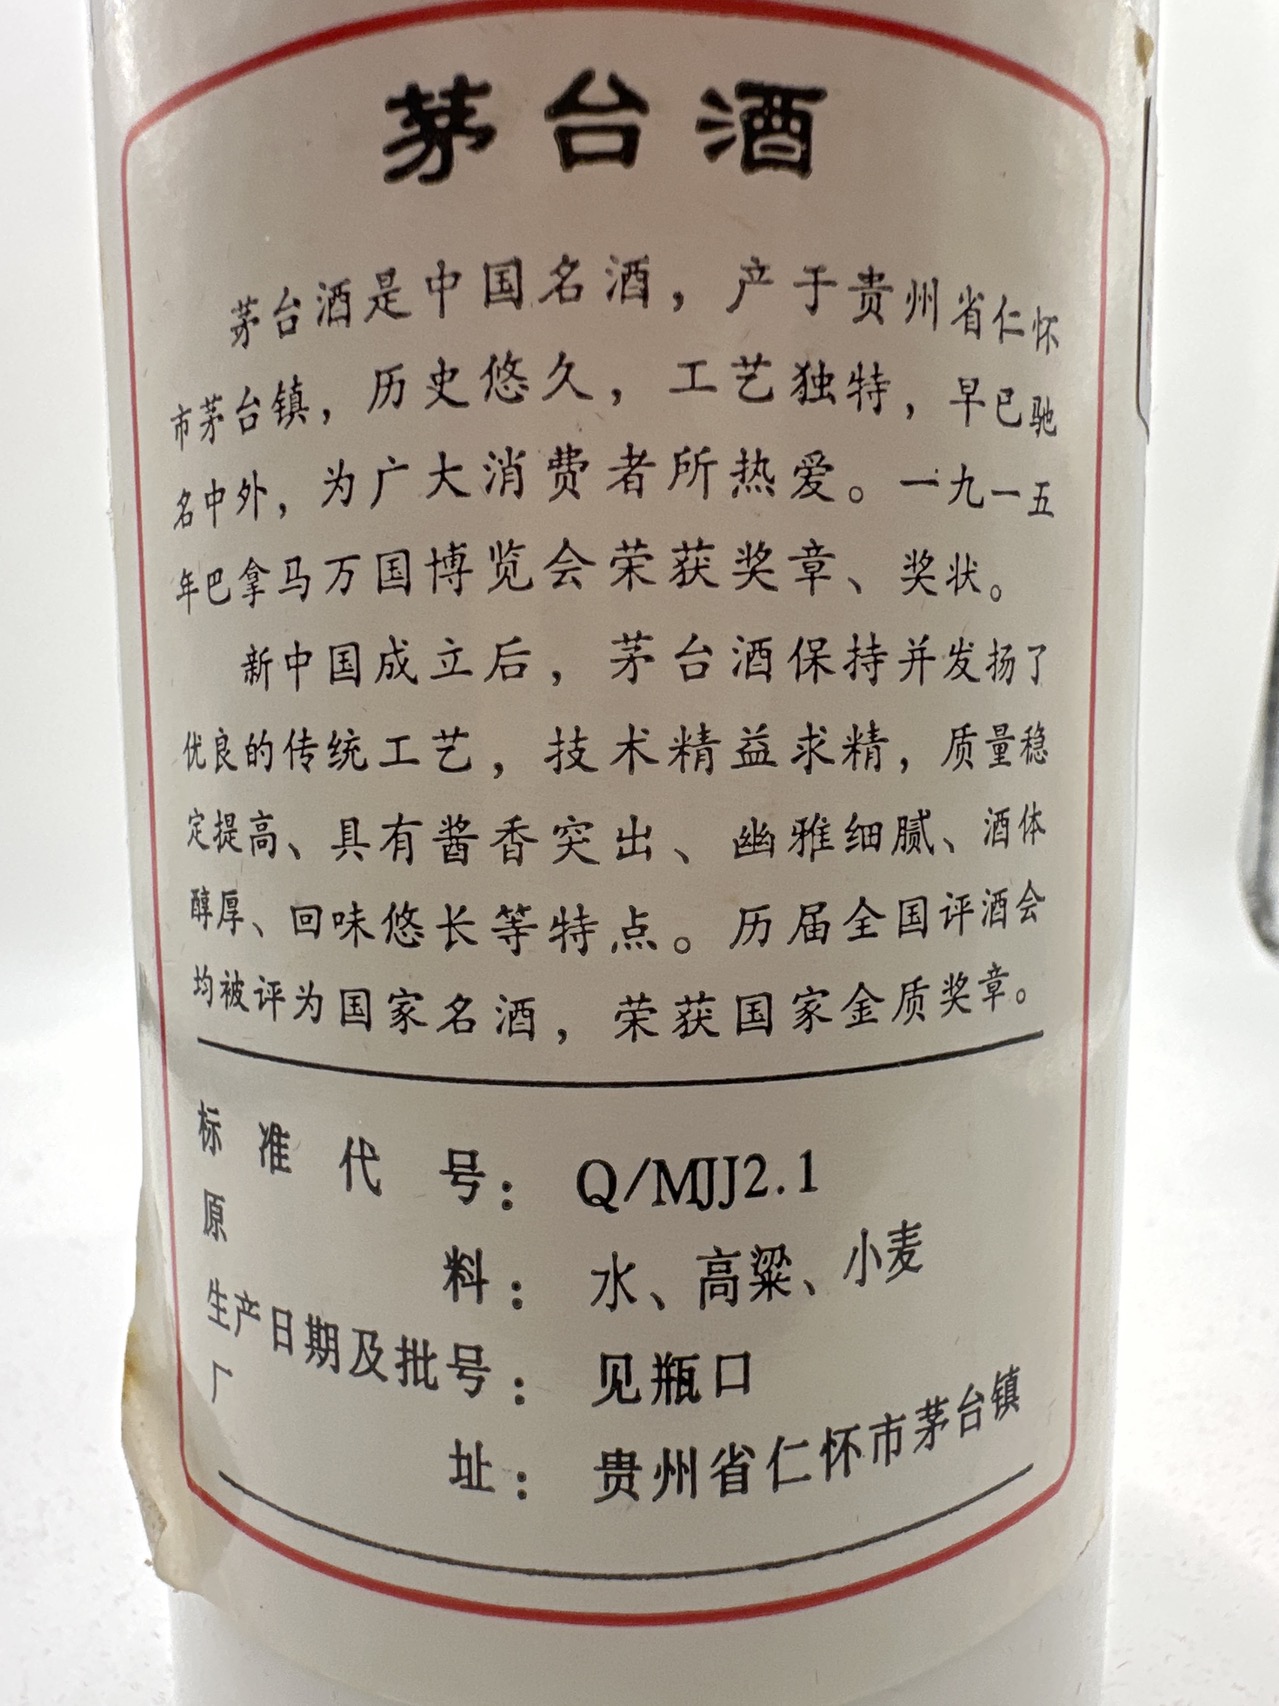 茅台酒
茅台酒是中国名酒，产于贵州省仁怀
市茅台镇，历史悠久，工艺独特，早已驰
名中外，为广大消费者所热爱。一九一五
年巴拿马万国博览会荣获奖章、奖状。
新中国成立后，茅台酒保持并发扬了
优良的传统工艺，技术精益求精，质量稳
定提高、具有酱香突出、幽雅细腻、酒体
醇厚、回味悠长等特点。历届全国评酒会
均被评为国家名酒，荣获国家金质奖章。
标准代号：Q/MJJ2.1
原料：水、高粱、小麦
生产日期及批号：见瓶口
厂址：贵州省仁怀市茅台镇